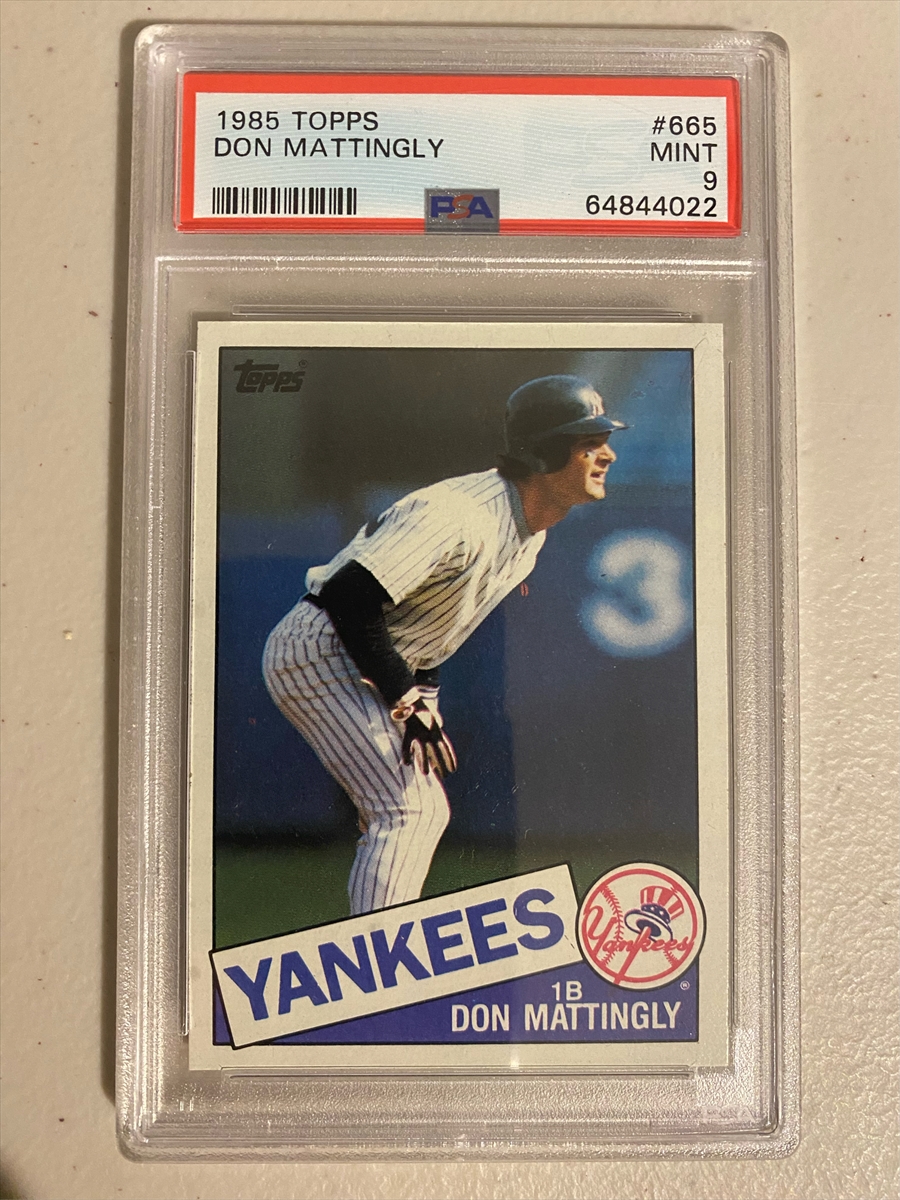 1985 TOPPS #665
DON MATTINGLY MINT
9
64844022
PSA
Topps®
3
YANKEES
Yankees
®
1B
DON MATTINGLY